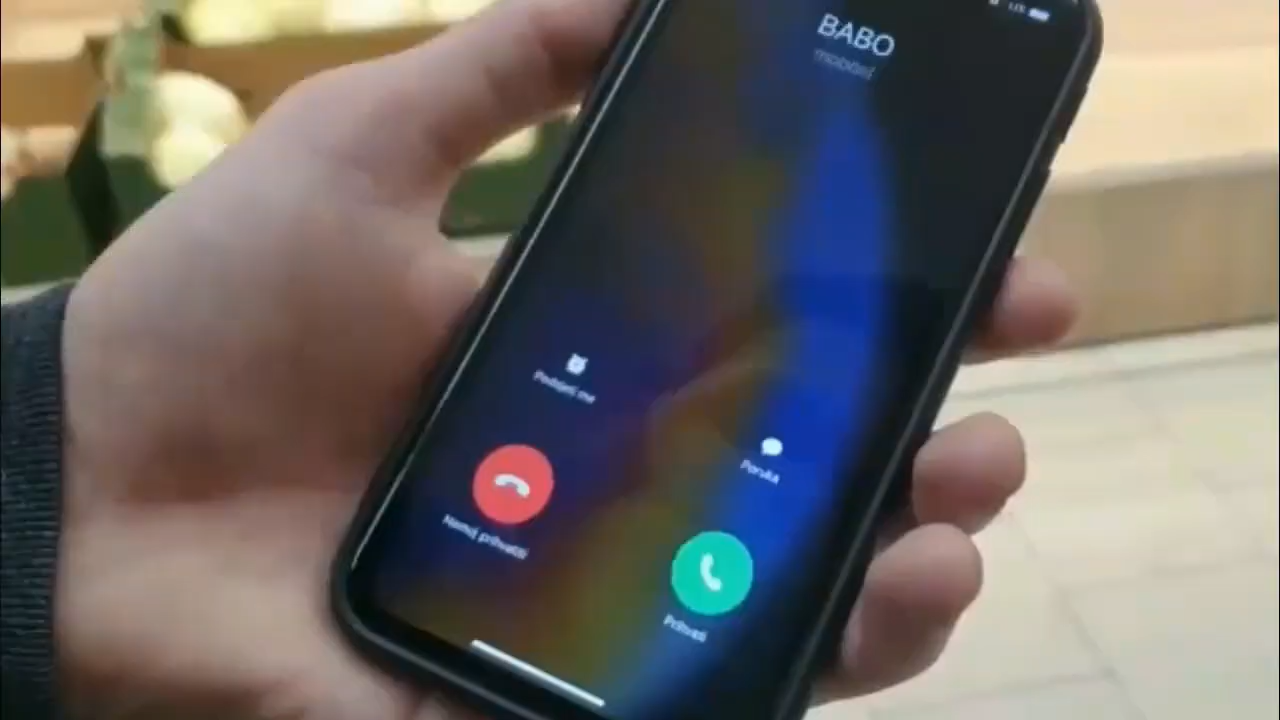 BABO
mobitel
Podsjeti me
Poruka
Nemoj prihvatiti
Prihvati